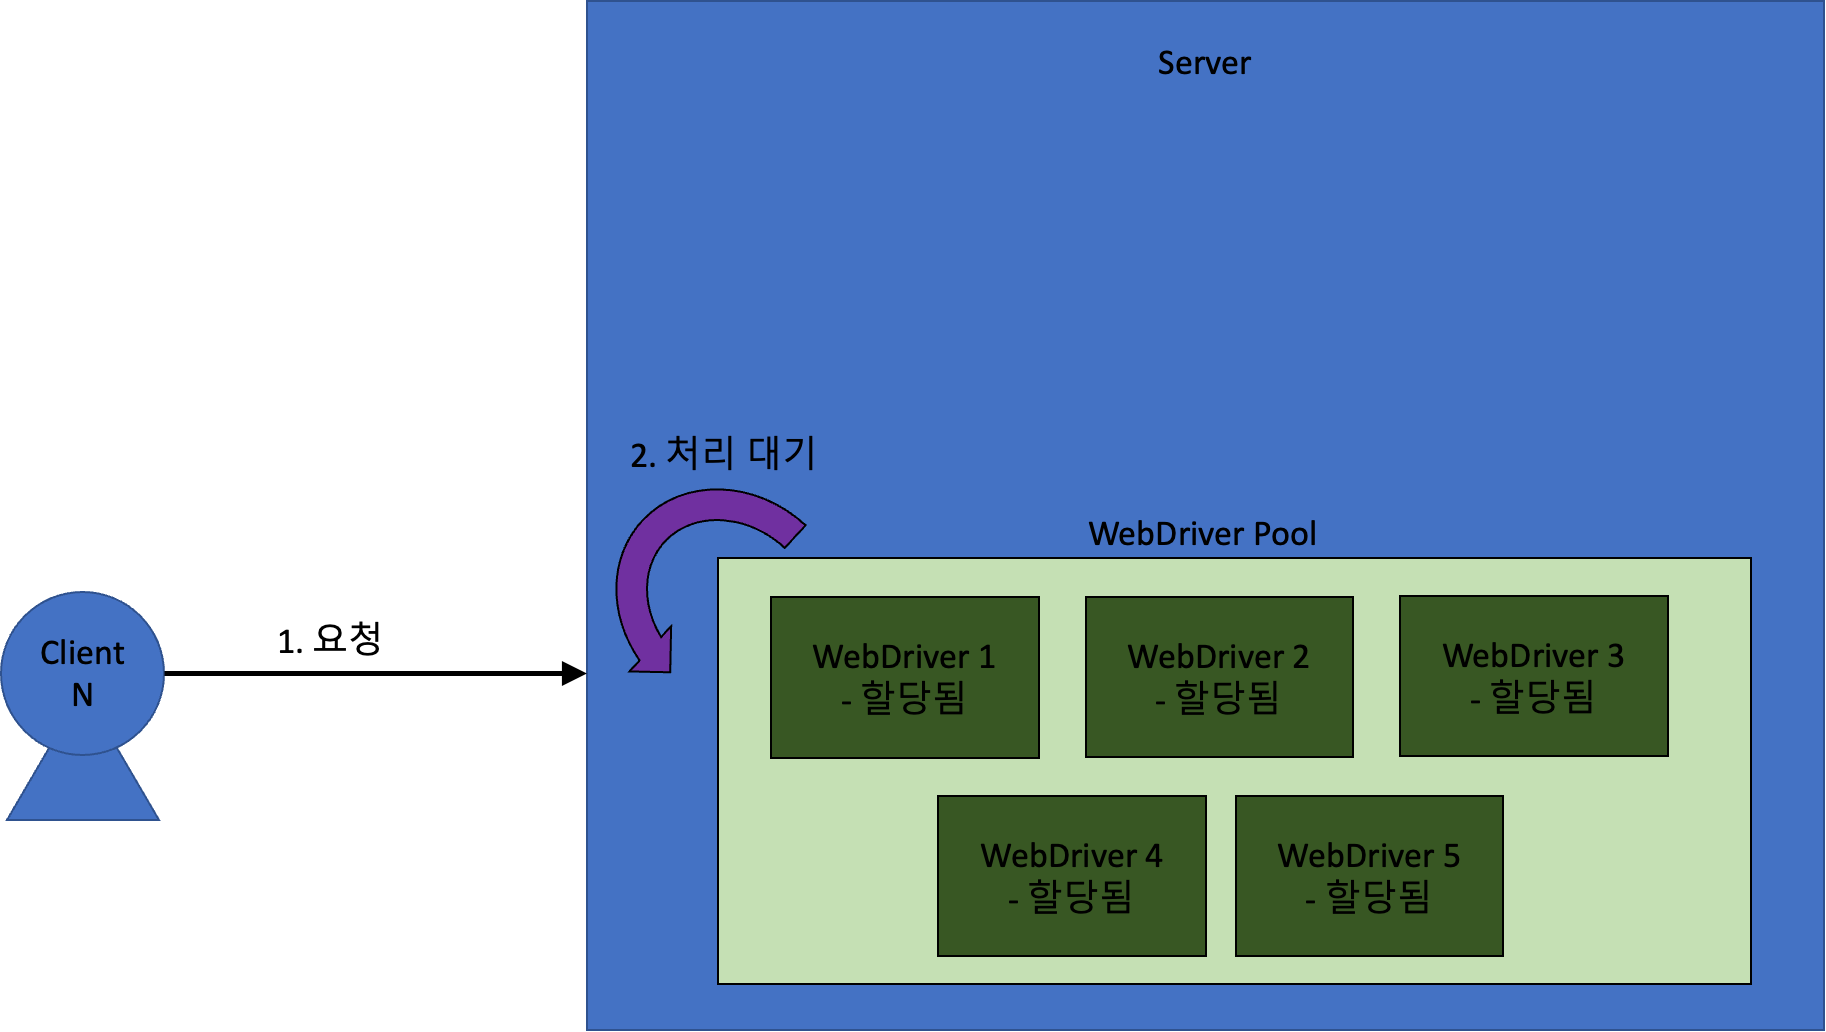 Server
2. 처리 대기
WebDriver Pool
Client
N
1. 요청
WebDriver 1
- 할당됨
WebDriver 2
- 할당됨
WebDriver 3
- 할당됨
WebDriver 4
- 할당됨
WebDriver 5
- 할당됨